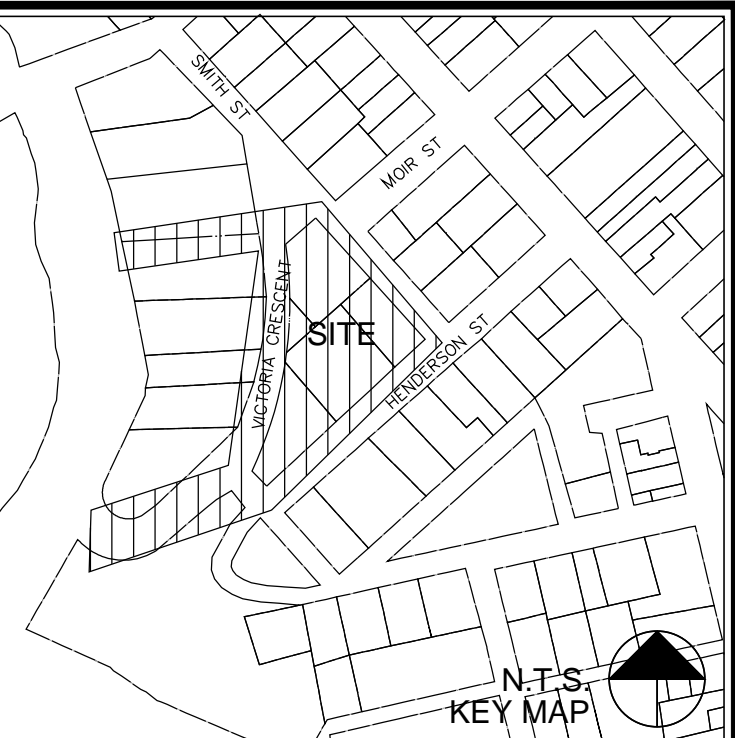 SMITH ST
MOIR ST
VICTORIA CRESCENT
SITE
HENDERSON ST
N.T.S.
KEY MAP